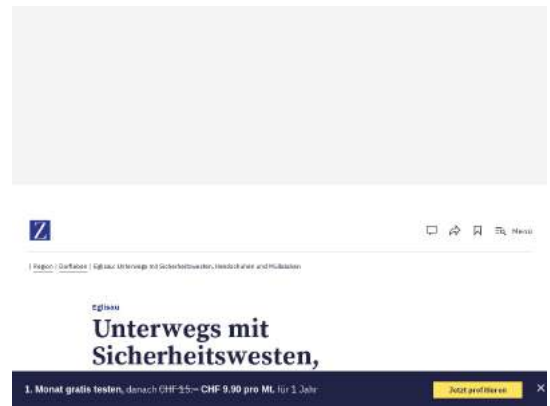 Z
Menü
| Region | Dorfleben | Eglisau: Unterwegs mit Sicherheitswesten, Handschuhen und Müllsäcken
Eglisau
Unterwegs mit
Sicherheitswesten,
1. Monat gratis testen, danach CHF 15.– CHF 9.90 pro Mt. für 1 Jahr
Jetzt profitieren